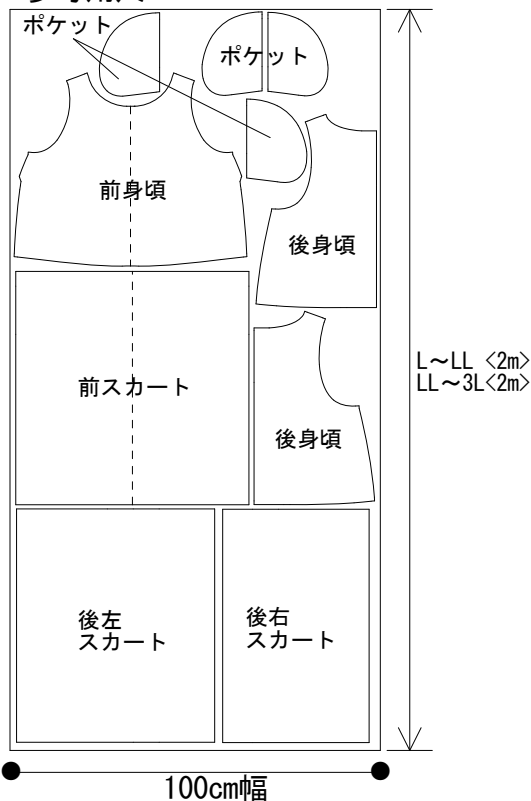 ポケット
ポケット
前身頃
後身頃
前スカート
後身頃
L～LL <2m>
LL～3L<2m>
後左
スカート
後右
スカート
100cm幅